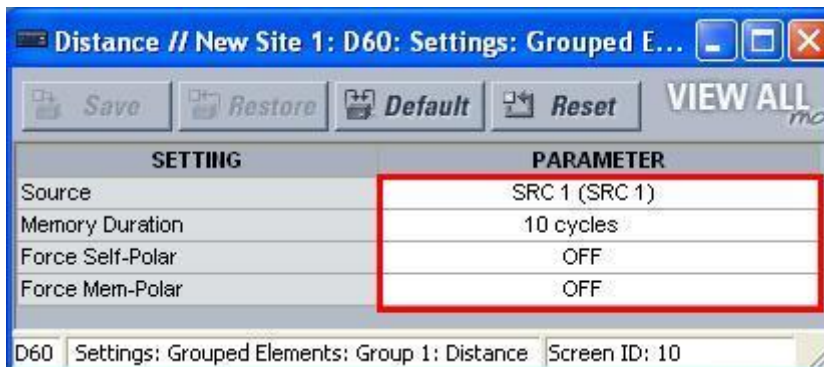 Distance // New Site 1: D60: Settings: Grouped E...
Save Restore Default Reset VIEW ALL
mo
SETTING PARAMETER
Source SRC 1 (SRC 1)
Memory Duration 10 cycles
Force Self-Polar OFF
Force Mem-Polar OFF
D60 Settings: Grouped Elements: Group 1: Distance Screen ID: 10